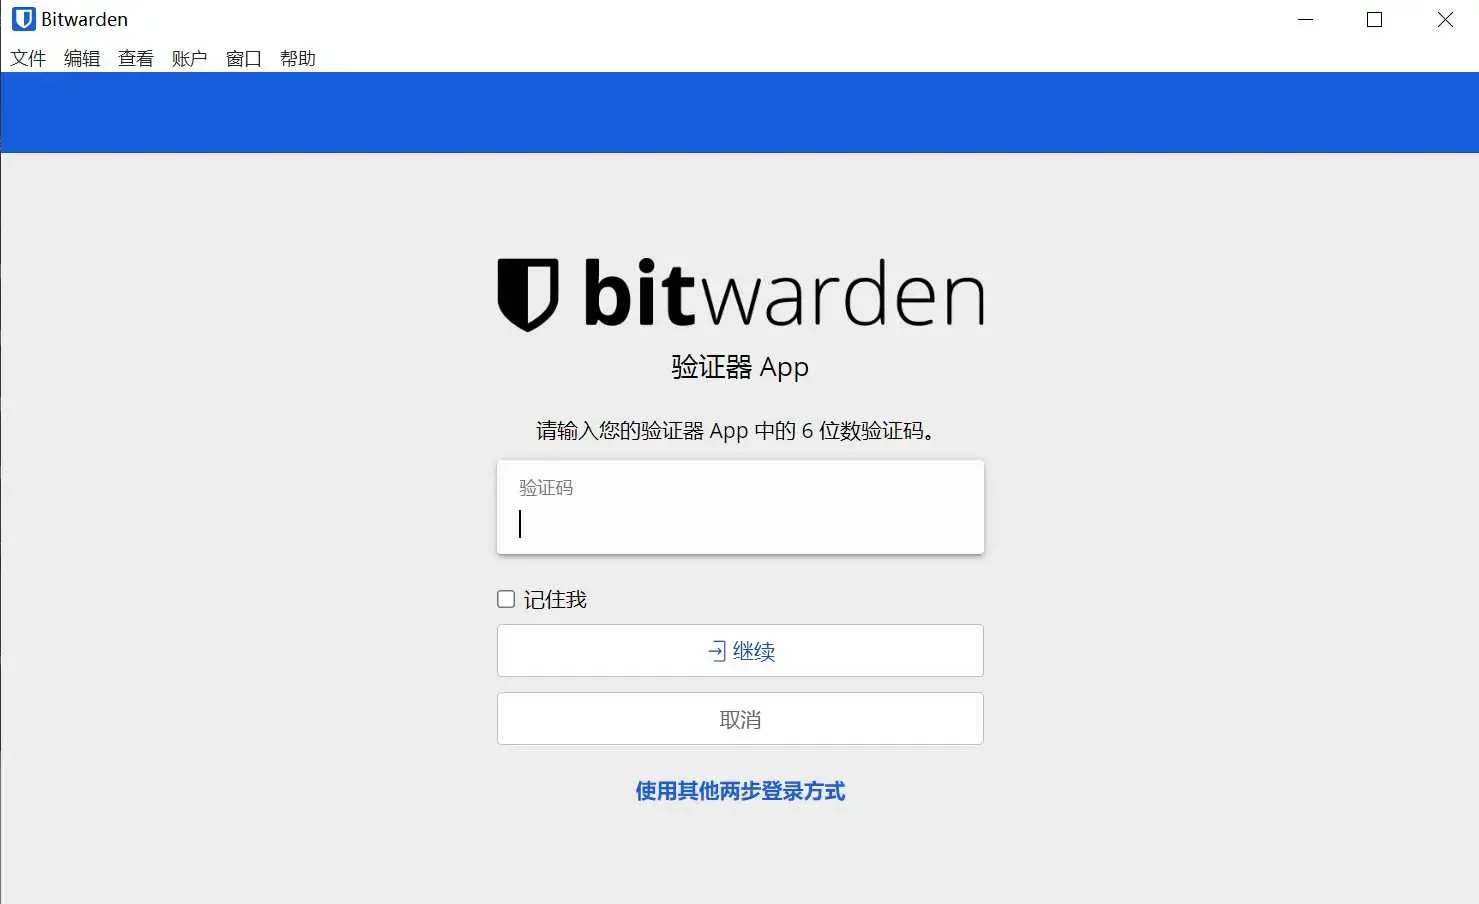 Bitwarden
文件 编辑 查看 账户 窗口 帮助
bitwarden
验证器 App
请输入您的验证器 App 中的 6 位数验证码。
验证码
记住我
继续
取消
使用其他两步登录方式